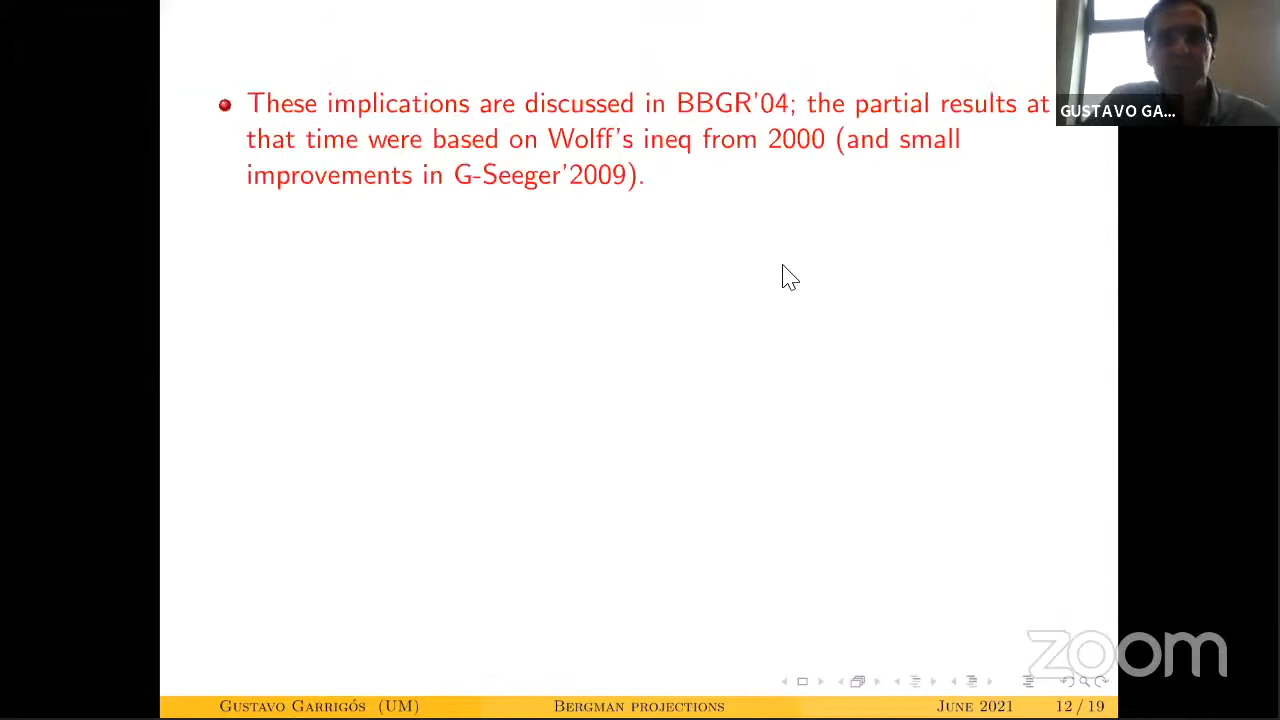 These implications are discussed in BBGR'04; the partial results at
that time were based on Wolff's ineq from 2000 (and small
improvements in G-Seeger'2009).
GUSTAVO GA...
zoom
Gustavo Garrigós (UM) Bergman projections June 2021 12 / 19